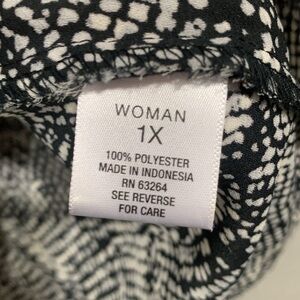 WOMAN
1X
100% POLYESTER
MADE IN INDONESIA
RN 63264
SEE REVERSE
FOR CARE